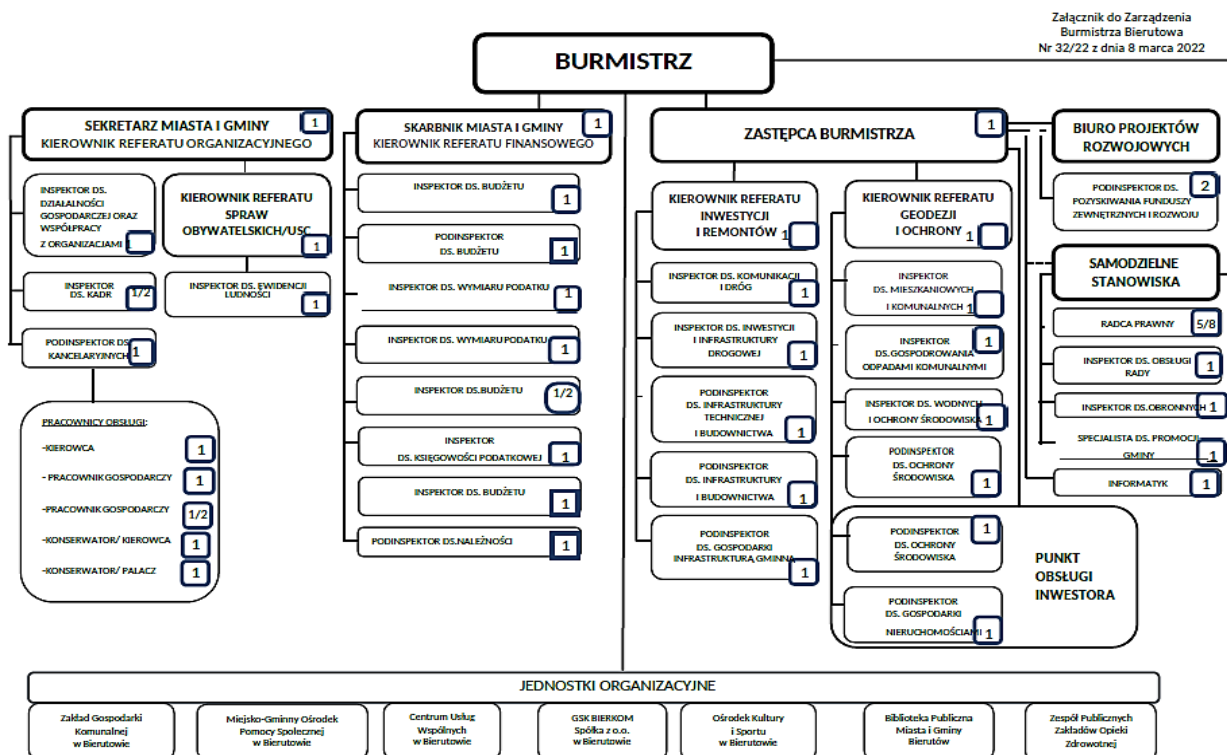 Załącznik do Zarządzenia
Burmistrza Bierutowa
Nr 32/22 z dnia 8 marca 2022
BURMISTRZ
SEKRETARZ MIASTA I GMINY
KIEROWNIK REFERATU ORGANIZACYJNEGO
1
INSPEKTOR DS.
DZIAŁALNOŚCI
GOSPODARCZEJ ORAZ
WSPÓŁPRACY
Z ORGANIZACJAMI 1
KIEROWNIK REFERATU
SPRAW
OBYWATELSKICH/USC
1
INSPEKTOR
DS. KADR
1/2
INSPEKTOR DS. EWIDENCJI
LUDNOŚCI
1
PODINSPEKTOR DS.
KANCELARYJNYCH
1
PRACOWNICY OBSŁUGI:
-KIEROWCA
1
- PRACOWNIK GOSPODARCZY
1
-PRACOWNIK GOSPODARCZY
1/2
-KONSERWATOR/ KIEROWCA
1
-KONSERWATOR/ PALACZ
1
SKARBNIK MIASTA I GMINY
KIEROWNIK REFERATU FINANSOWEGO
1
INSPEKTOR DS. BUDŻETU
1
PODINSPEKTOR
DS. BUDŻETU
1
INSPEKTOR DS. WYMIARU PODATKU
1
INSPEKTOR DS. WYMIARU PODATKU
1
INSPEKTOR DS.BUDŻETU
1/2
INSPEKTOR
DS. KSIĘGOWOŚCI PODATKOWEJ
1
INSPEKTOR DS. BUDŻETU
1
PODINSPEKTOR DS.NALEŻNOŚCI
1
ZASTĘPCA BURMISTRZA
1
KIEROWNIK REFERATU
INWESTYCJI
I REMONTÓW
1
INSPEKTOR DS. KOMUNIKACJI
I DRÓG
1
INSPEKTOR DS. INWESTYCJI
I INFRASTRUKTURY
DROGOWEJ
1
PODINSPEKTOR
DS. INFRASTRUKTURY
TECHNICZNEJ
I BUDOWNICTWA
1
PODINSPEKTOR
DS. INFRASTRUKTURY
I BUDOWNICTWA
1
PODINSPEKTOR
DS. GOSPODARKI
INFRASTRUKTURĄ GMINNĄ
1
KIEROWNIK REFERATU
GEODEZJI
I OCHRONY
1
INSPEKTOR
DS. MIESZKANIOWYCH
I KOMUNALNYCH
1
INSPEKTOR
DS.GOSPODROWANIA
ODPADAMI KOMUNALNYMI
1
INSPEKTOR DS. WODNYCH
I OCHRONY ŚRODOWISKA
1
PODINSPEKTOR
DS. OCHRONY
ŚRODOWISKA
1
PODINSPEKTOR
DS. OCHRONY
ŚRODOWISKA
1
PODINSPEKTOR
DS. GOSPODARKI
NIERUCHOMOŚCIAMI
1
PUNKT
OBSŁUGI
INWESTORA
BIURO PROJEKTÓW
ROZWOJOWYCH
PODINSPEKTOR DS.
POZYSKIWANIA FUNDUSZY
ZEWNĘTRZNYCH I ROZWOJU
2
SAMODZIELNE
STANOWISKA
RADCA PRAWNY
5/8
INSPEKTOR DS. OBSŁUGI
RADY
1
INSPEKTOR DS.OBRONNYCH
1
SPECJALISTA DS. PROMOCJI
GMINY
1
INFORMATYK
1
JEDNOSTKI ORGANIZACYJNE
Zakład Gospodarki
Komunalnej
w Bierutowie
Miejsko-Gminny Ośrodek
Pomocy Społecznej
w Bierutowie
Centrum Usług
Wspólnych
w Bierutowie
GSK BIERKOM
Spółka z o.o.
w Bierutowie
Ośrodek Kultury
i Sportu
w Bierutowie
Biblioteka Publiczna
Miasta i Gminy
Bierutów
Zespół Publicznych
Zakładów Opieki
Zdrowotnej